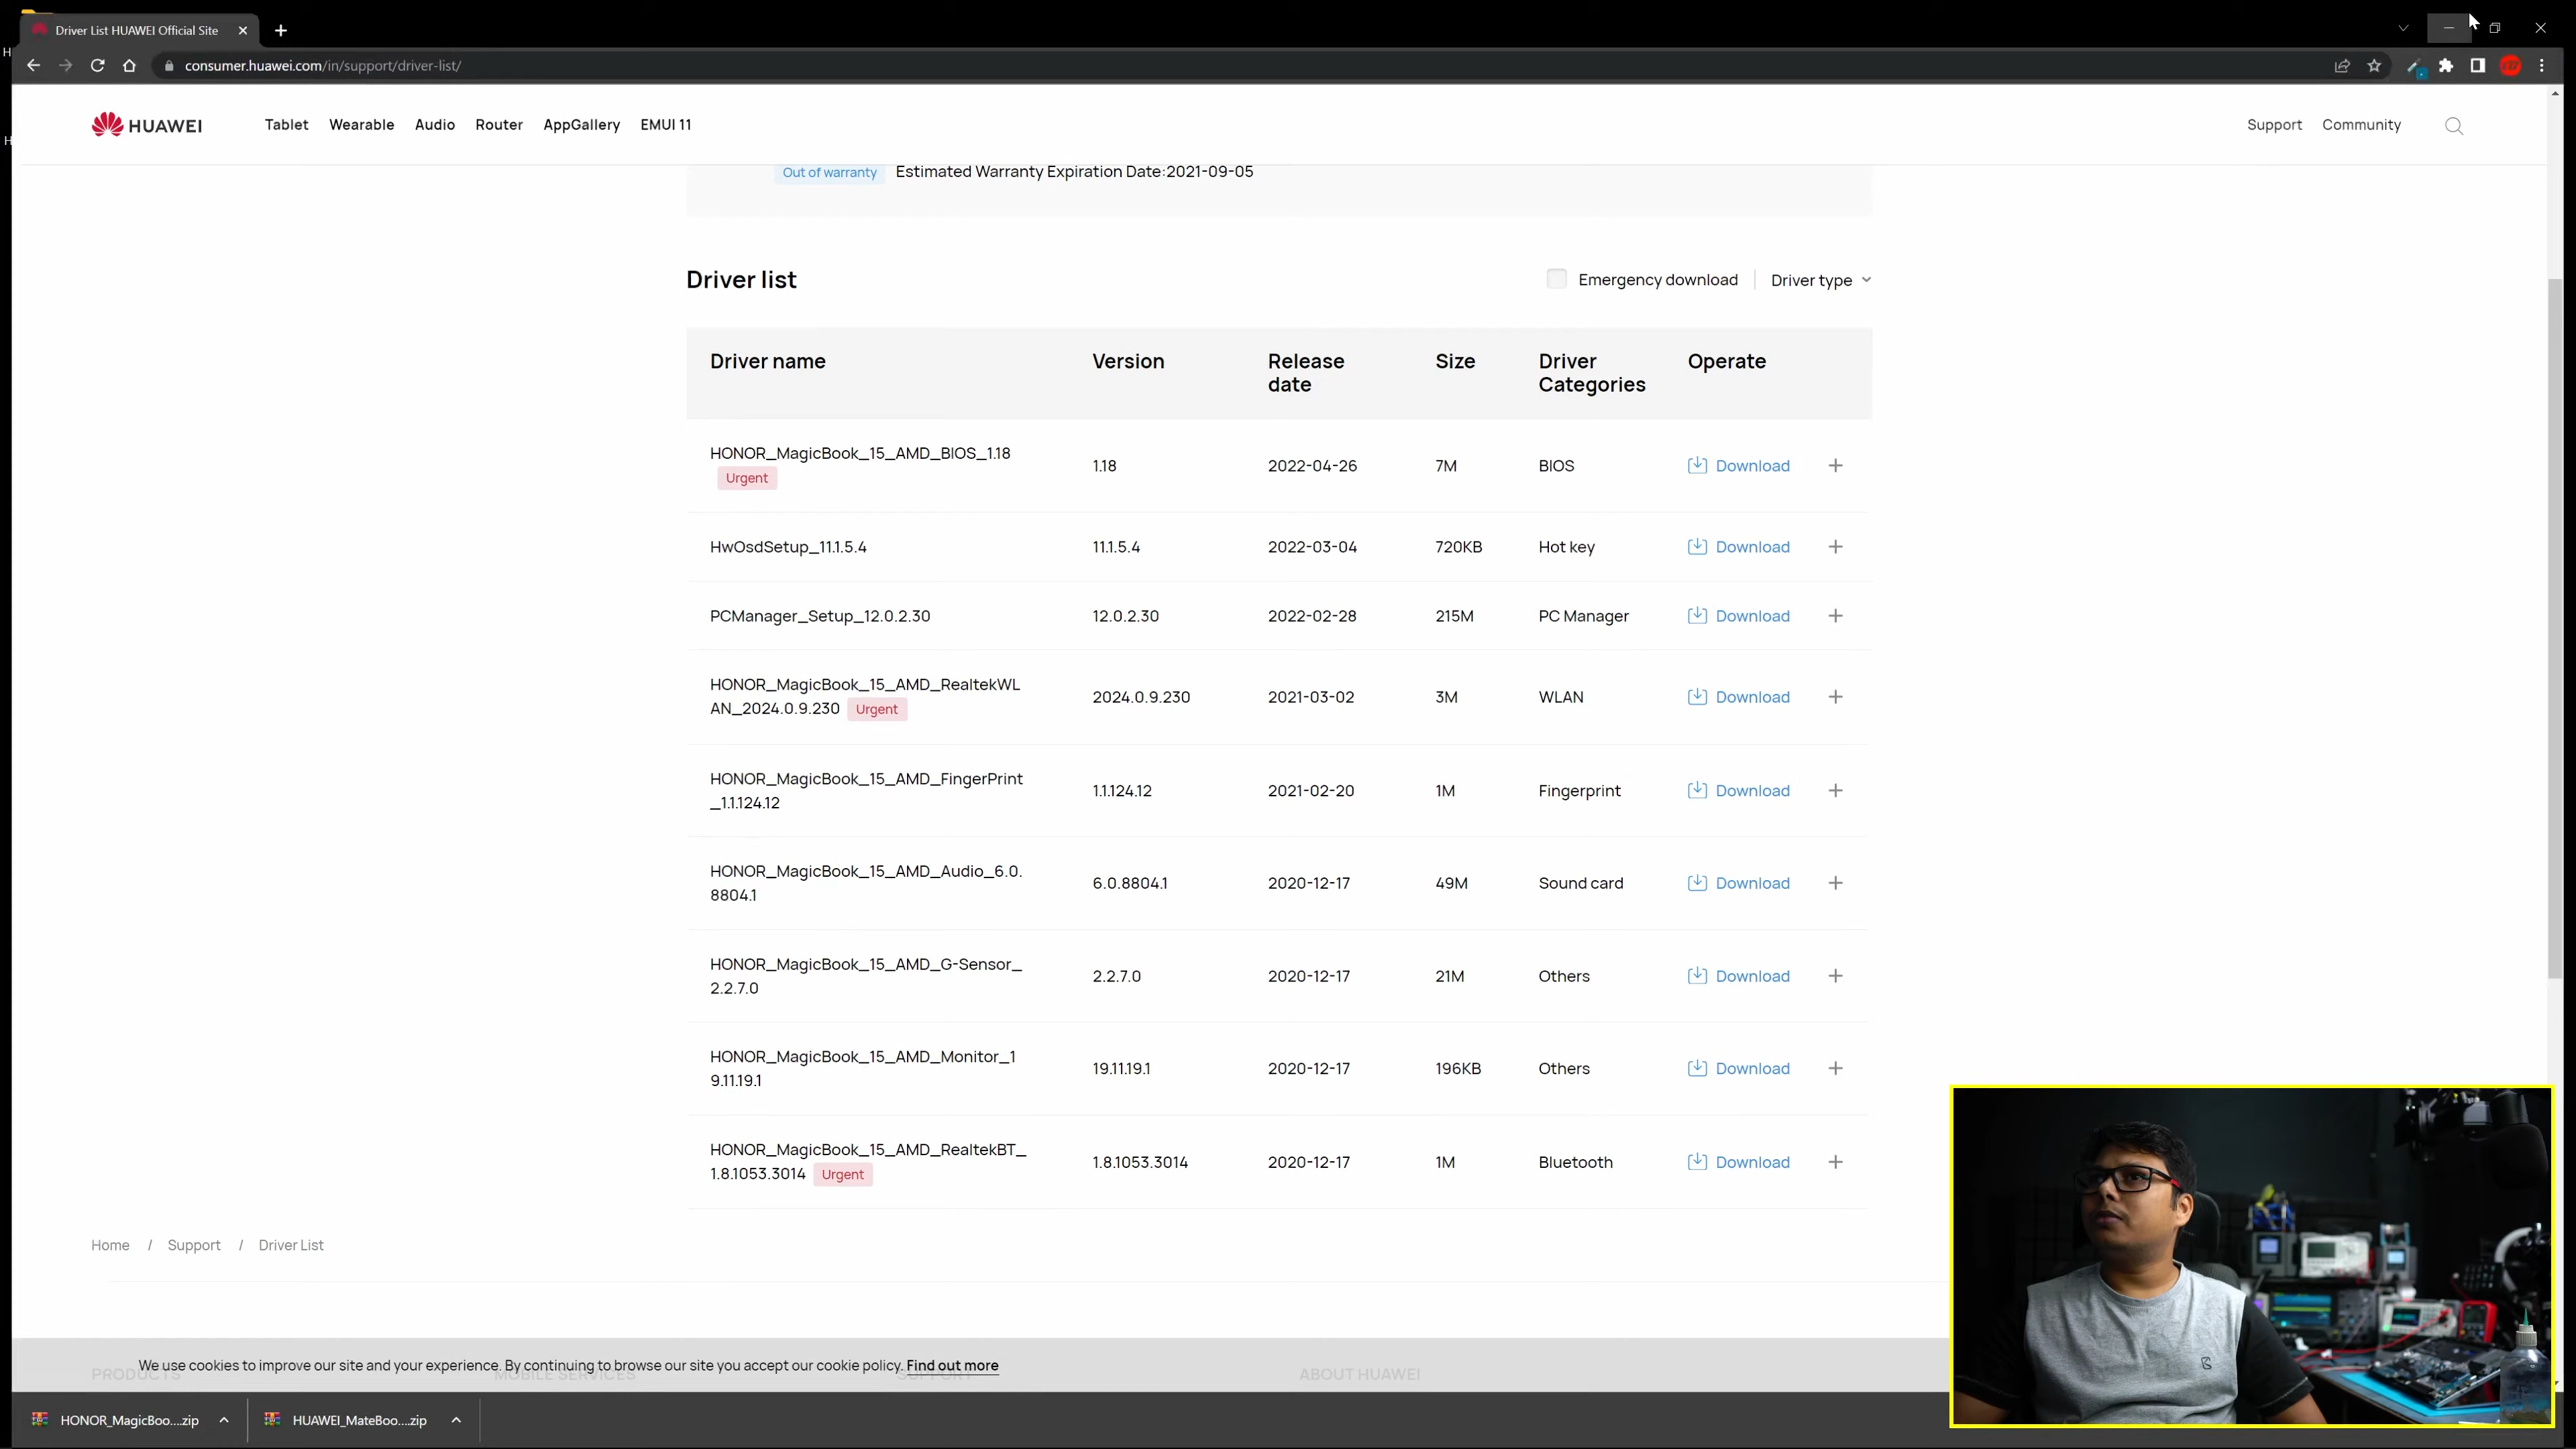 Driver List HUAWEI Official Site
consumer.huawei.com/in/support/driver-list/
HUAWEI Tablet Wearable Audio Router AppGallery EMUI 11 Support Community
Out of warranty Estimated Warranty Expiration Date:2021-09-05
Driver list Emergency download Driver type
Driver name Version Release date Size Driver Categories Operate
HONOR_MagicBook_15_AMD_BIOS_1.18
Urgent
1.18 2022-04-26 7M BIOS Download
HwOsdSetup_11.1.5.4 11.1.5.4 2022-03-04 720KB Hot key Download
PCManager_Setup_12.0.2.30 12.0.2.30 2022-02-28 215M PC Manager Download
HONOR_MagicBook_15_AMD_RealtekWL
AN_2024.0.9.230 Urgent
2024.0.9.230 2021-03-02 3M WLAN Download
HONOR_MagicBook_15_AMD_FingerPrint
_1.1.124.12
1.1.124.12 2021-02-20 1M Fingerprint Download
HONOR_MagicBook_15_AMD_Audio_6.0.
8804.1
6.0.8804.1 2020-12-17 49M Sound card Download
HONOR_MagicBook_15_AMD_G-Sensor_
2.2.7.0
2.2.7.0 2020-12-17 21M Others Download
HONOR_MagicBook_15_AMD_Monitor_1
9.11.19.1
19.11.19.1 2020-12-17 196KB Others Download
HONOR_MagicBook_15_AMD_RealtekBT_
1.8.1053.3014 Urgent
1.8.1053.3014 2020-12-17 1M Bluetooth Download
Home / Support / Driver List
We use cookies to improve our site and your experience. By continuing to browse our site you accept our cookie policy. Find out more
PRODUCTS MOBILE SERVICES SUPPORT ABOUT HUAWEI
HONOR_MagicBoo....zip HUAWEI_MateBoo....zip